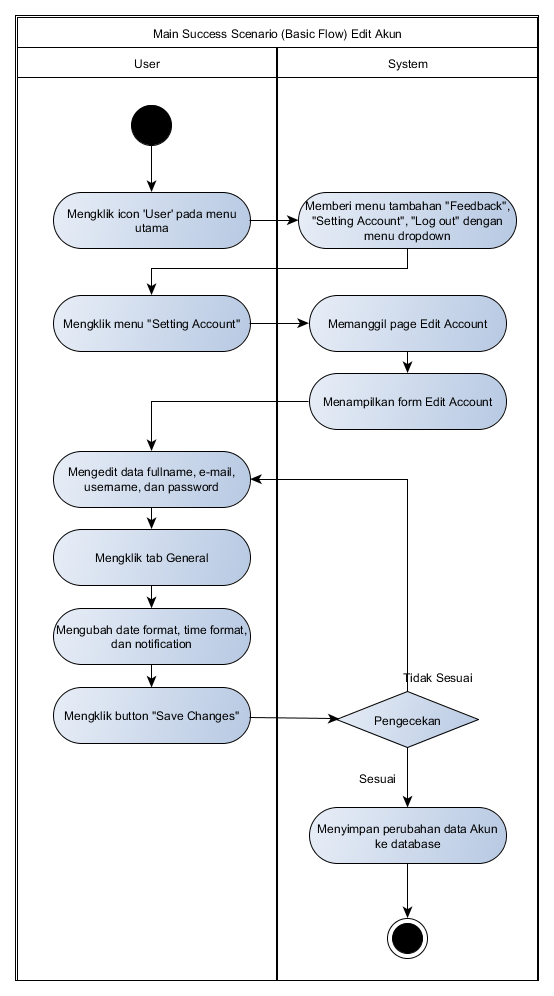 Main Success Scenario (Basic Flow) Edit Akun
User
System
Mengklik icon 'User' pada menu
utama
Memberi menu tambahan "Feedback",
"Setting Account", "Log out" dengan
menu dropdown
Mengklik menu "Setting Account"
Memanggil page Edit Account
Menampilkan form Edit Account
Mengedit data fullname, e-mail,
username, dan password
Mengklik tab General
Mengubah date format, time format,
dan notification
Tidak Sesuai
Mengklik button "Save Changes"
Pengecekan
Sesuai
Menyimpan perubahan data Akun
ke database